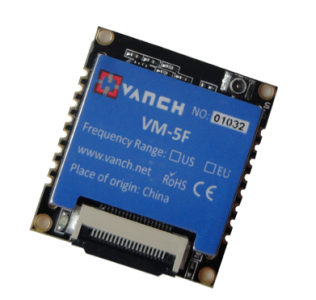 VANCH NO: 01032
VM-5F
Frequency Range: □US □EU
www.vanch.net RoHS CE
Place of origin: China